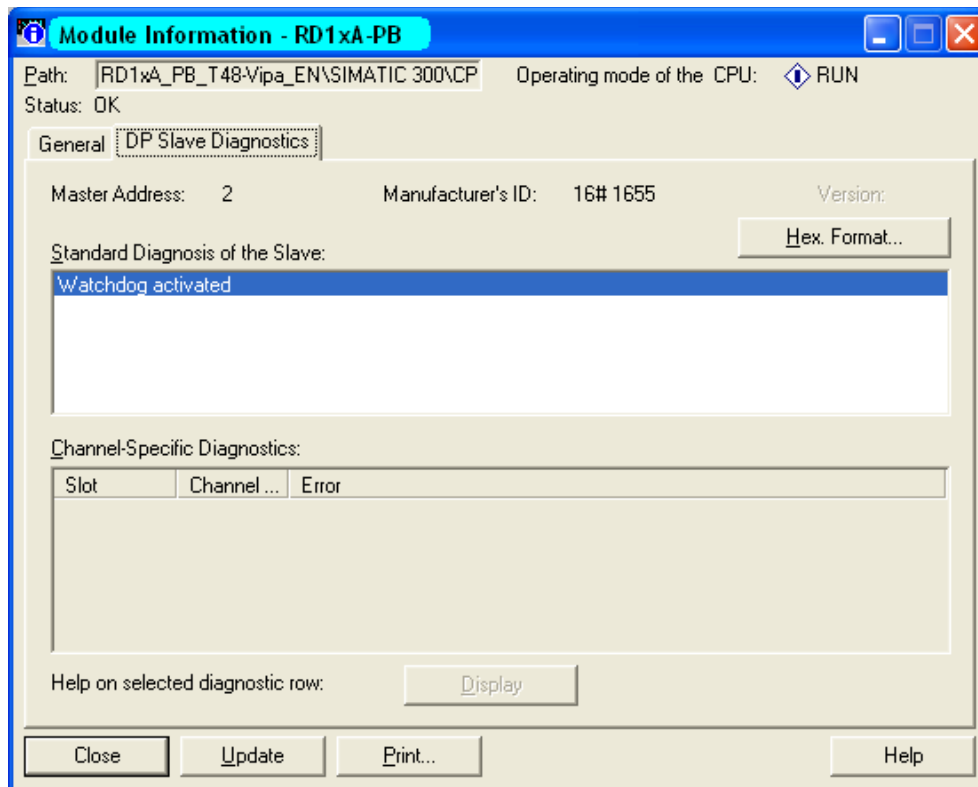 Module Information - RD1xA-PB
Path: RD1xA_PB_T48-Vipa_EN\SIMATIC 300\CP Operating mode of the CPU: RUN
Status: OK
General DP Slave Diagnostics
Master Address: 2 Manufacturer's ID: 16# 1655 Version:
Hex. Format...
Standard Diagnosis of the Slave:
Watchdog activated
Channel-Specific Diagnostics:
Slot Channel ... Error
Help on selected diagnostic row: Display
Close Update Print... Help